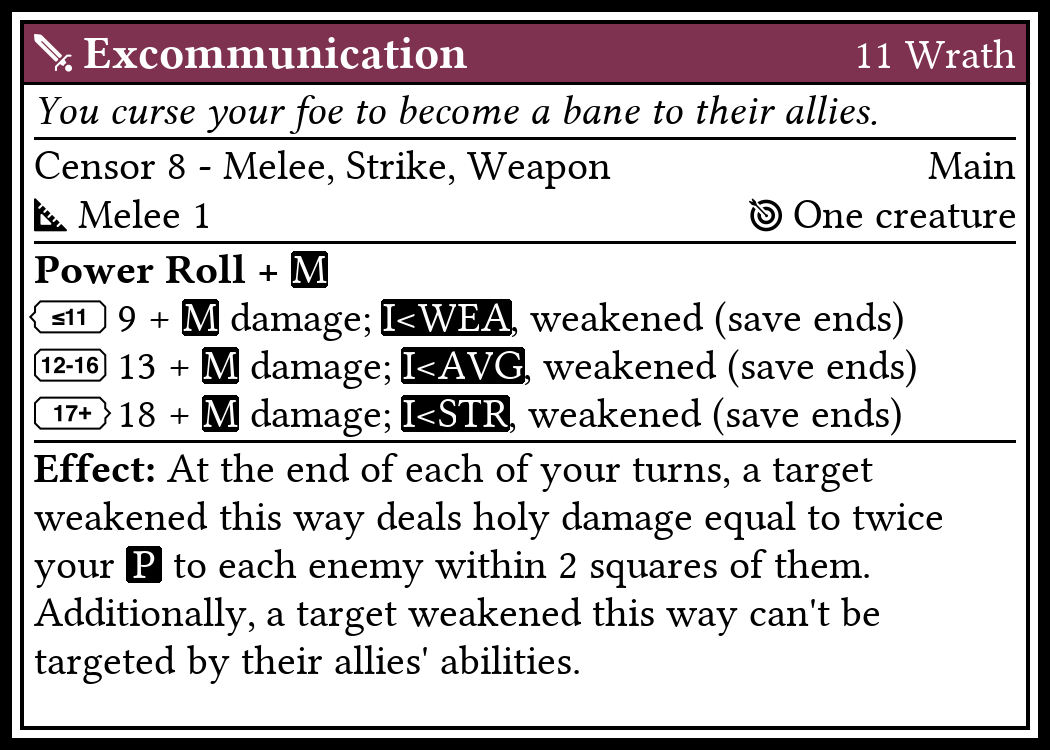 Excommunication 11 Wrath
You curse your foe to become a bane to their allies.
Censor 8 - Melee, Strike, Weapon Main
Melee 1 One creature
Power Roll + M
≤11 9 + M damage; I<WEA, weakened (save ends)
12-16 13 + M damage; I<AVG, weakened (save ends)
17+ 18 + M damage; I<STR, weakened (save ends)
Effect: At the end of each of your turns, a target
weakened this way deals holy damage equal to twice
your P to each enemy within 2 squares of them.
Additionally, a target weakened this way can't be
targeted by their allies' abilities.